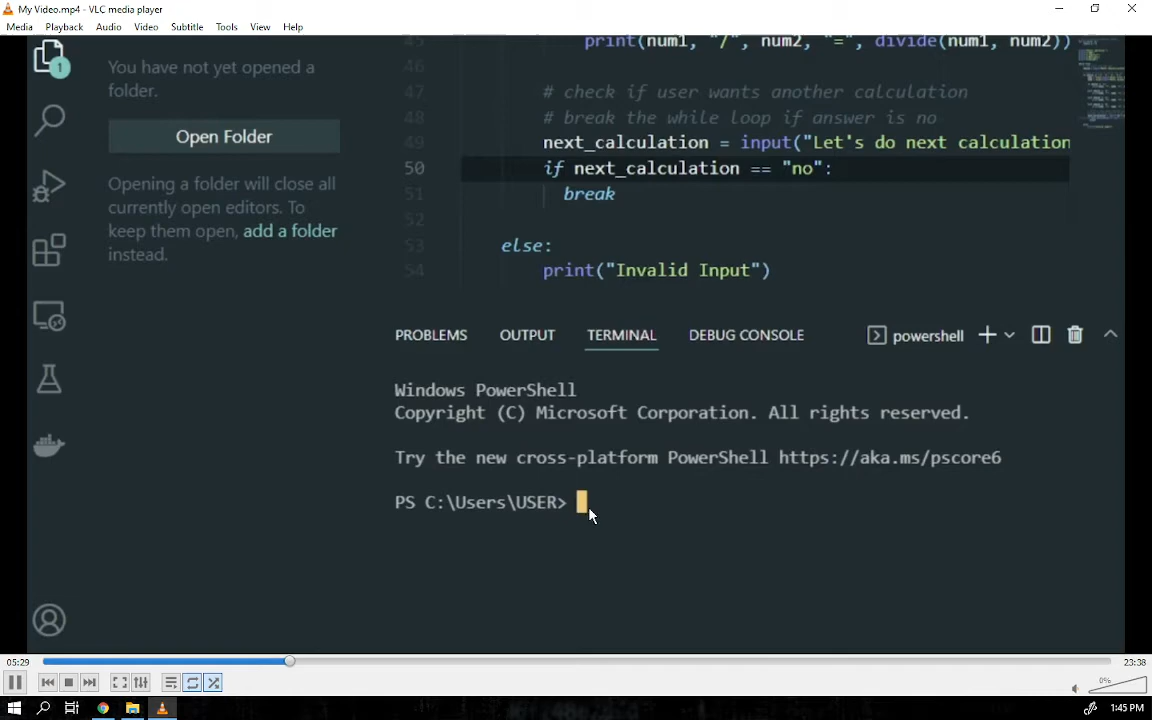 My Video.mp4 - VLC media player
Media Playback Audio Video Subtitle Tools View Help
1
You have not yet opened a
folder.
Open Folder
Opening a folder will close all
currently open editors. To
keep them open, add a folder
instead.
45 print(num1, "/", num2, "=", divide(num1, num2))
46
47 # check if user wants another calculation
48 # break the while loop if answer is no
49 next_calculation = input("Let's do next calculation
50 if next_calculation == "no":
51 break
52
53 else:
54 print("Invalid Input")
PROBLEMS OUTPUT TERMINAL DEBUG CONSOLE powershell
Windows PowerShell
Copyright (C) Microsoft Corporation. All rights reserved.
Try the new cross-platform PowerShell https://aka.ms/pscore6
PS C:\Users\USER>
05:29 23:38
0%
1:45 PM